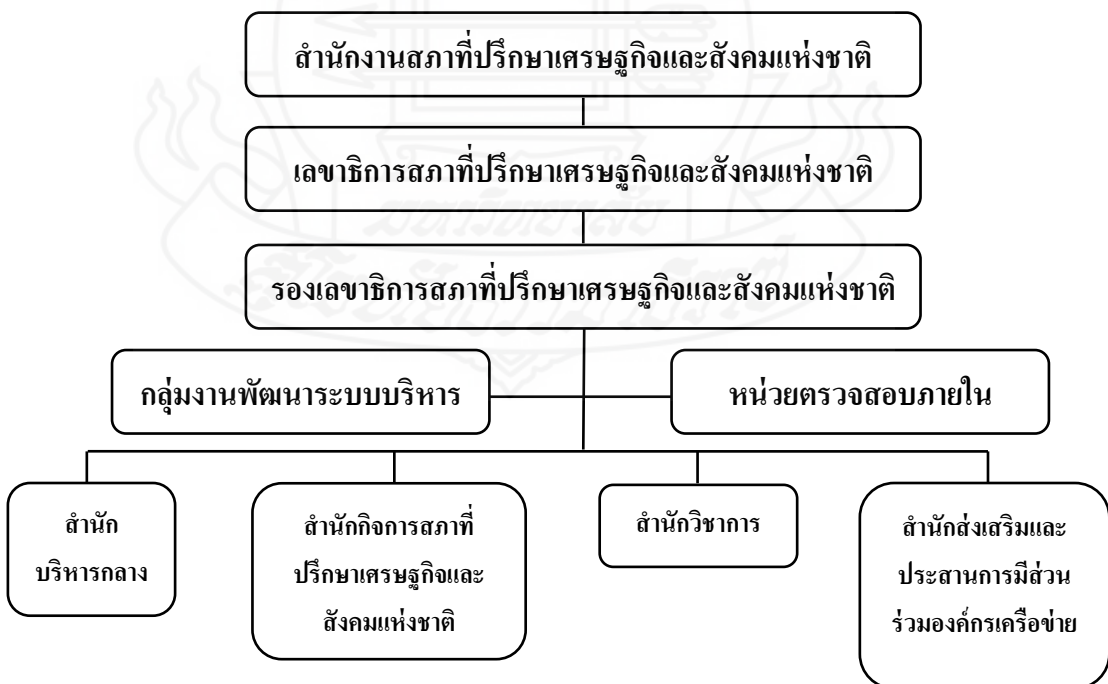 สำนักงานสภาที่ปรึกษาเศรษฐกิจและสังคมแห่งชาติ
เลขาธิการสภาที่ปรึกษาเศรษฐกิจและสังคมแห่งชาติ
รองเลขาธิการสภาที่ปรึกษาเศรษฐกิจและสังคมแห่งชาติ
กลุ่มงานพัฒนาระบบบริหาร
หน่วยตรวจสอบภายใน
สำนัก
บริหารกลาง
สำนักกิจการสภาที่
ปรึกษาเศรษฐกิจและ
สังคมแห่งชาติ
สำนักวิชาการ
สำนักส่งเสริมและ
ประสานการมีส่วน
ร่วมองค์กรเครือข่าย